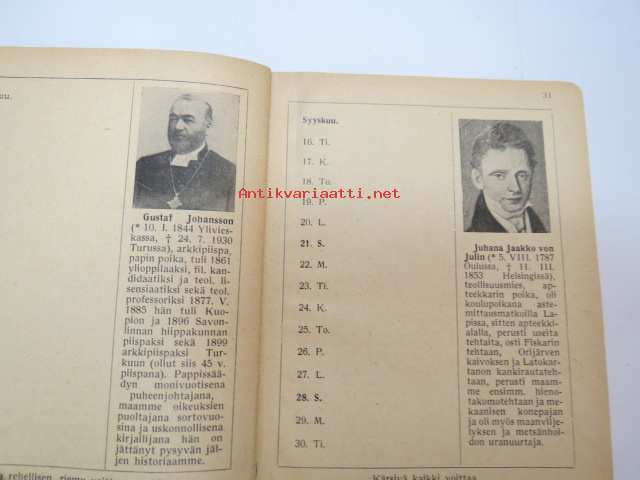 uu.
Gustaf Johansson
(* 10. I. 1844 Ylivies-
kassa, † 24. 7. 1930
Turussa), arkkipiispa,
papin poika, tuli 1861
ylioppilaaksi, fil. kan-
didaatiksi ja teol. li-
sensiaatiksi sekä teol.
professoriksi 1877. V.
1885 hän tuli Kuo-
pion ja 1896 Savon-
linnan hiippakunnan
piispaksi sekä 1899
arkkipiispaksi Tur-
kuun (ollut siis 45 v.
piispana). Pappissää-
dyn monivuotisena
puheenjohtajana,
maamme oikeuksien
puoltajana sortovuo-
sina ja uskonnollisena
kirjailijana hän on
jättänyt pysyvän jäl-
jen historiaamme.
rehellisen, riemu
31
Syyskuu.
16. Ti.
17. K.
18. To.
19. P.
20. L.
21. S.
22. M.
23. Ti.
24. K.
25. To.
26. P.
27. L.
28. S.
29. M.
30. Ti.
Juhana Jaakko von
Julin (* 5. VIII. 1787
Oulussa, † 11. III.
1853 Helsingissä),
teollisuusmies, ap-
teekkarin poika, oli
koulupoikana aste-
mittausmatkoilla La-
pissa, sitten apteekki-
alalla, perusti useita
tehtaita, osti Fiskarin
tehtaan, Orijärven
kaivoksen ja Latokar-
tanon kankirautateh-
taan, perusti maam-
me ensimm. hieno-
takomotehtaan ja me-
kaanisen konepajan
ja oli myös maanvilje-
lyksen ja metsänhoi-
don uranuurtaja.
Kärsivä kaikki voittaa.
Antikvariaatti.net